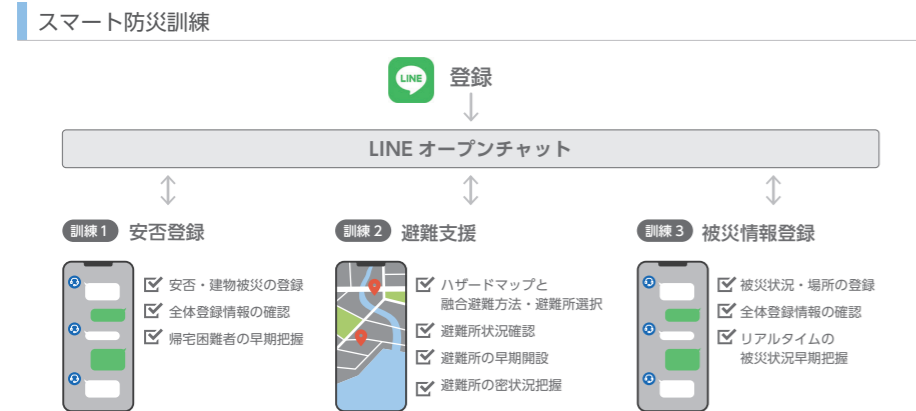 スマート防災訓練
LINE
登録
LINE オープンチャット
訓練1 安否登録
安否・建物被災の登録
全体登録情報の確認
帰宅困難者の早期把握
訓練2 避難支援
ハザードマップと
融合避難方法・避難所選択
避難所状況確認
避難所の早期開設
避難所の密状況把握
訓練3 被災情報登録
被災状況・場所の登録
全体登録情報の確認
リアルタイムの
被災状況早期把握